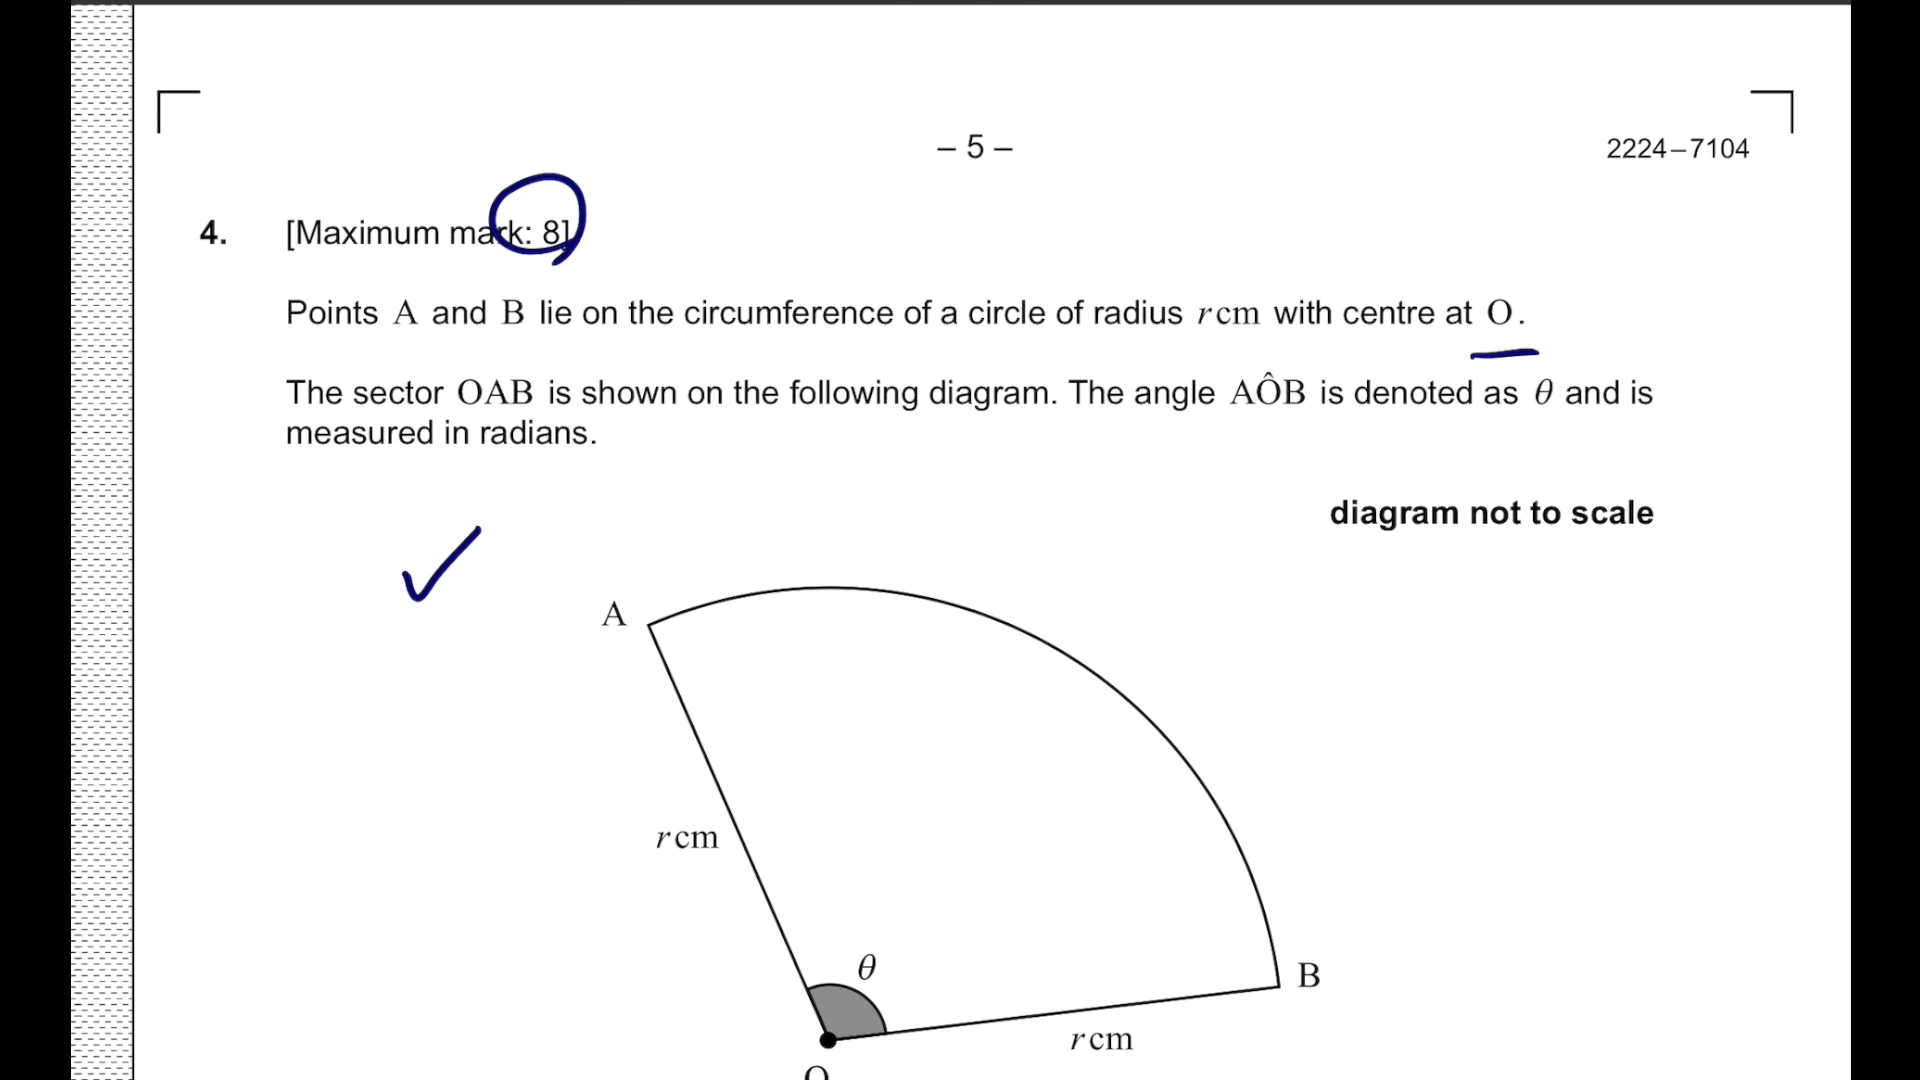 – 5 –
2224–7104
4. [Maximum mark: 8]
Points A and B lie on the circumference of a circle of radius r cm with centre at O.
The sector OAB is shown on the following diagram. The angle AÔB is denoted as θ and is
measured in radians.
diagram not to scale
A
r cm
θ
B
r cm
O